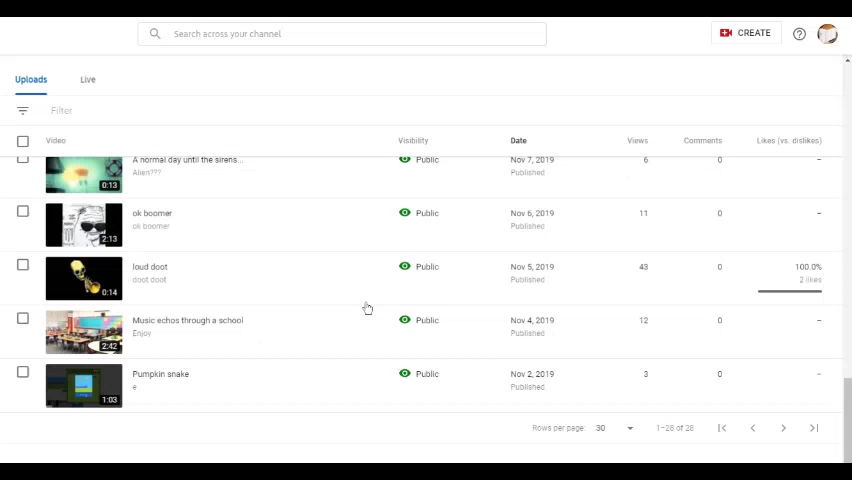 Search across your channel
CREATE
Uploads
Live
Filter
Video
Visibility
Date
Views
Comments
Likes (vs. dislikes)
A normal day until the sirens...
Alien???
0:13
Public
Nov 7, 2019
Published
6
0
–
ok boomer
ok boomer
2:13
Public
Nov 6, 2019
Published
11
0
–
loud doot
doot doot
0:14
Public
Nov 5, 2019
Published
43
0
100.0%
2 likes
Music echos through a school
Enjoy
2:42
Public
Nov 4, 2019
Published
12
0
–
Pumpkin snake
e
1:03
Public
Nov 2, 2019
Published
3
0
–
Rows per page:
30
1–28 of 28